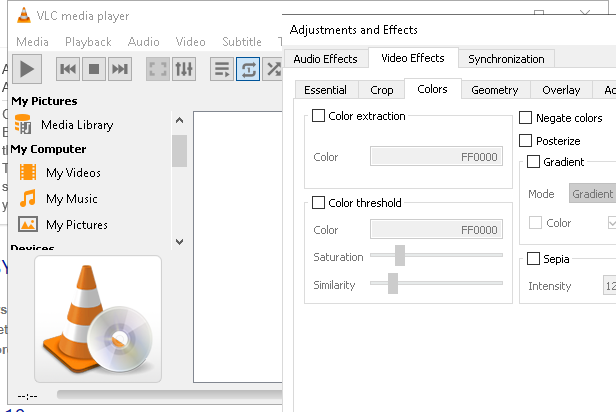 VLC media player
Media Playback Audio Video Subtitle
My Pictures
Media Library
My Computer
My Videos
My Music
My Pictures
Devices
--:--
Adjustments and Effects
Audio Effects Video Effects Synchronization
Essential Crop Colors Geometry Overlay
Color extraction
Color FF0000
Color threshold
Color FF0000
Saturation
Similarity
Negate colors
Posterize
Gradient
Mode Gradient
Color
Sepia
Intensity 12